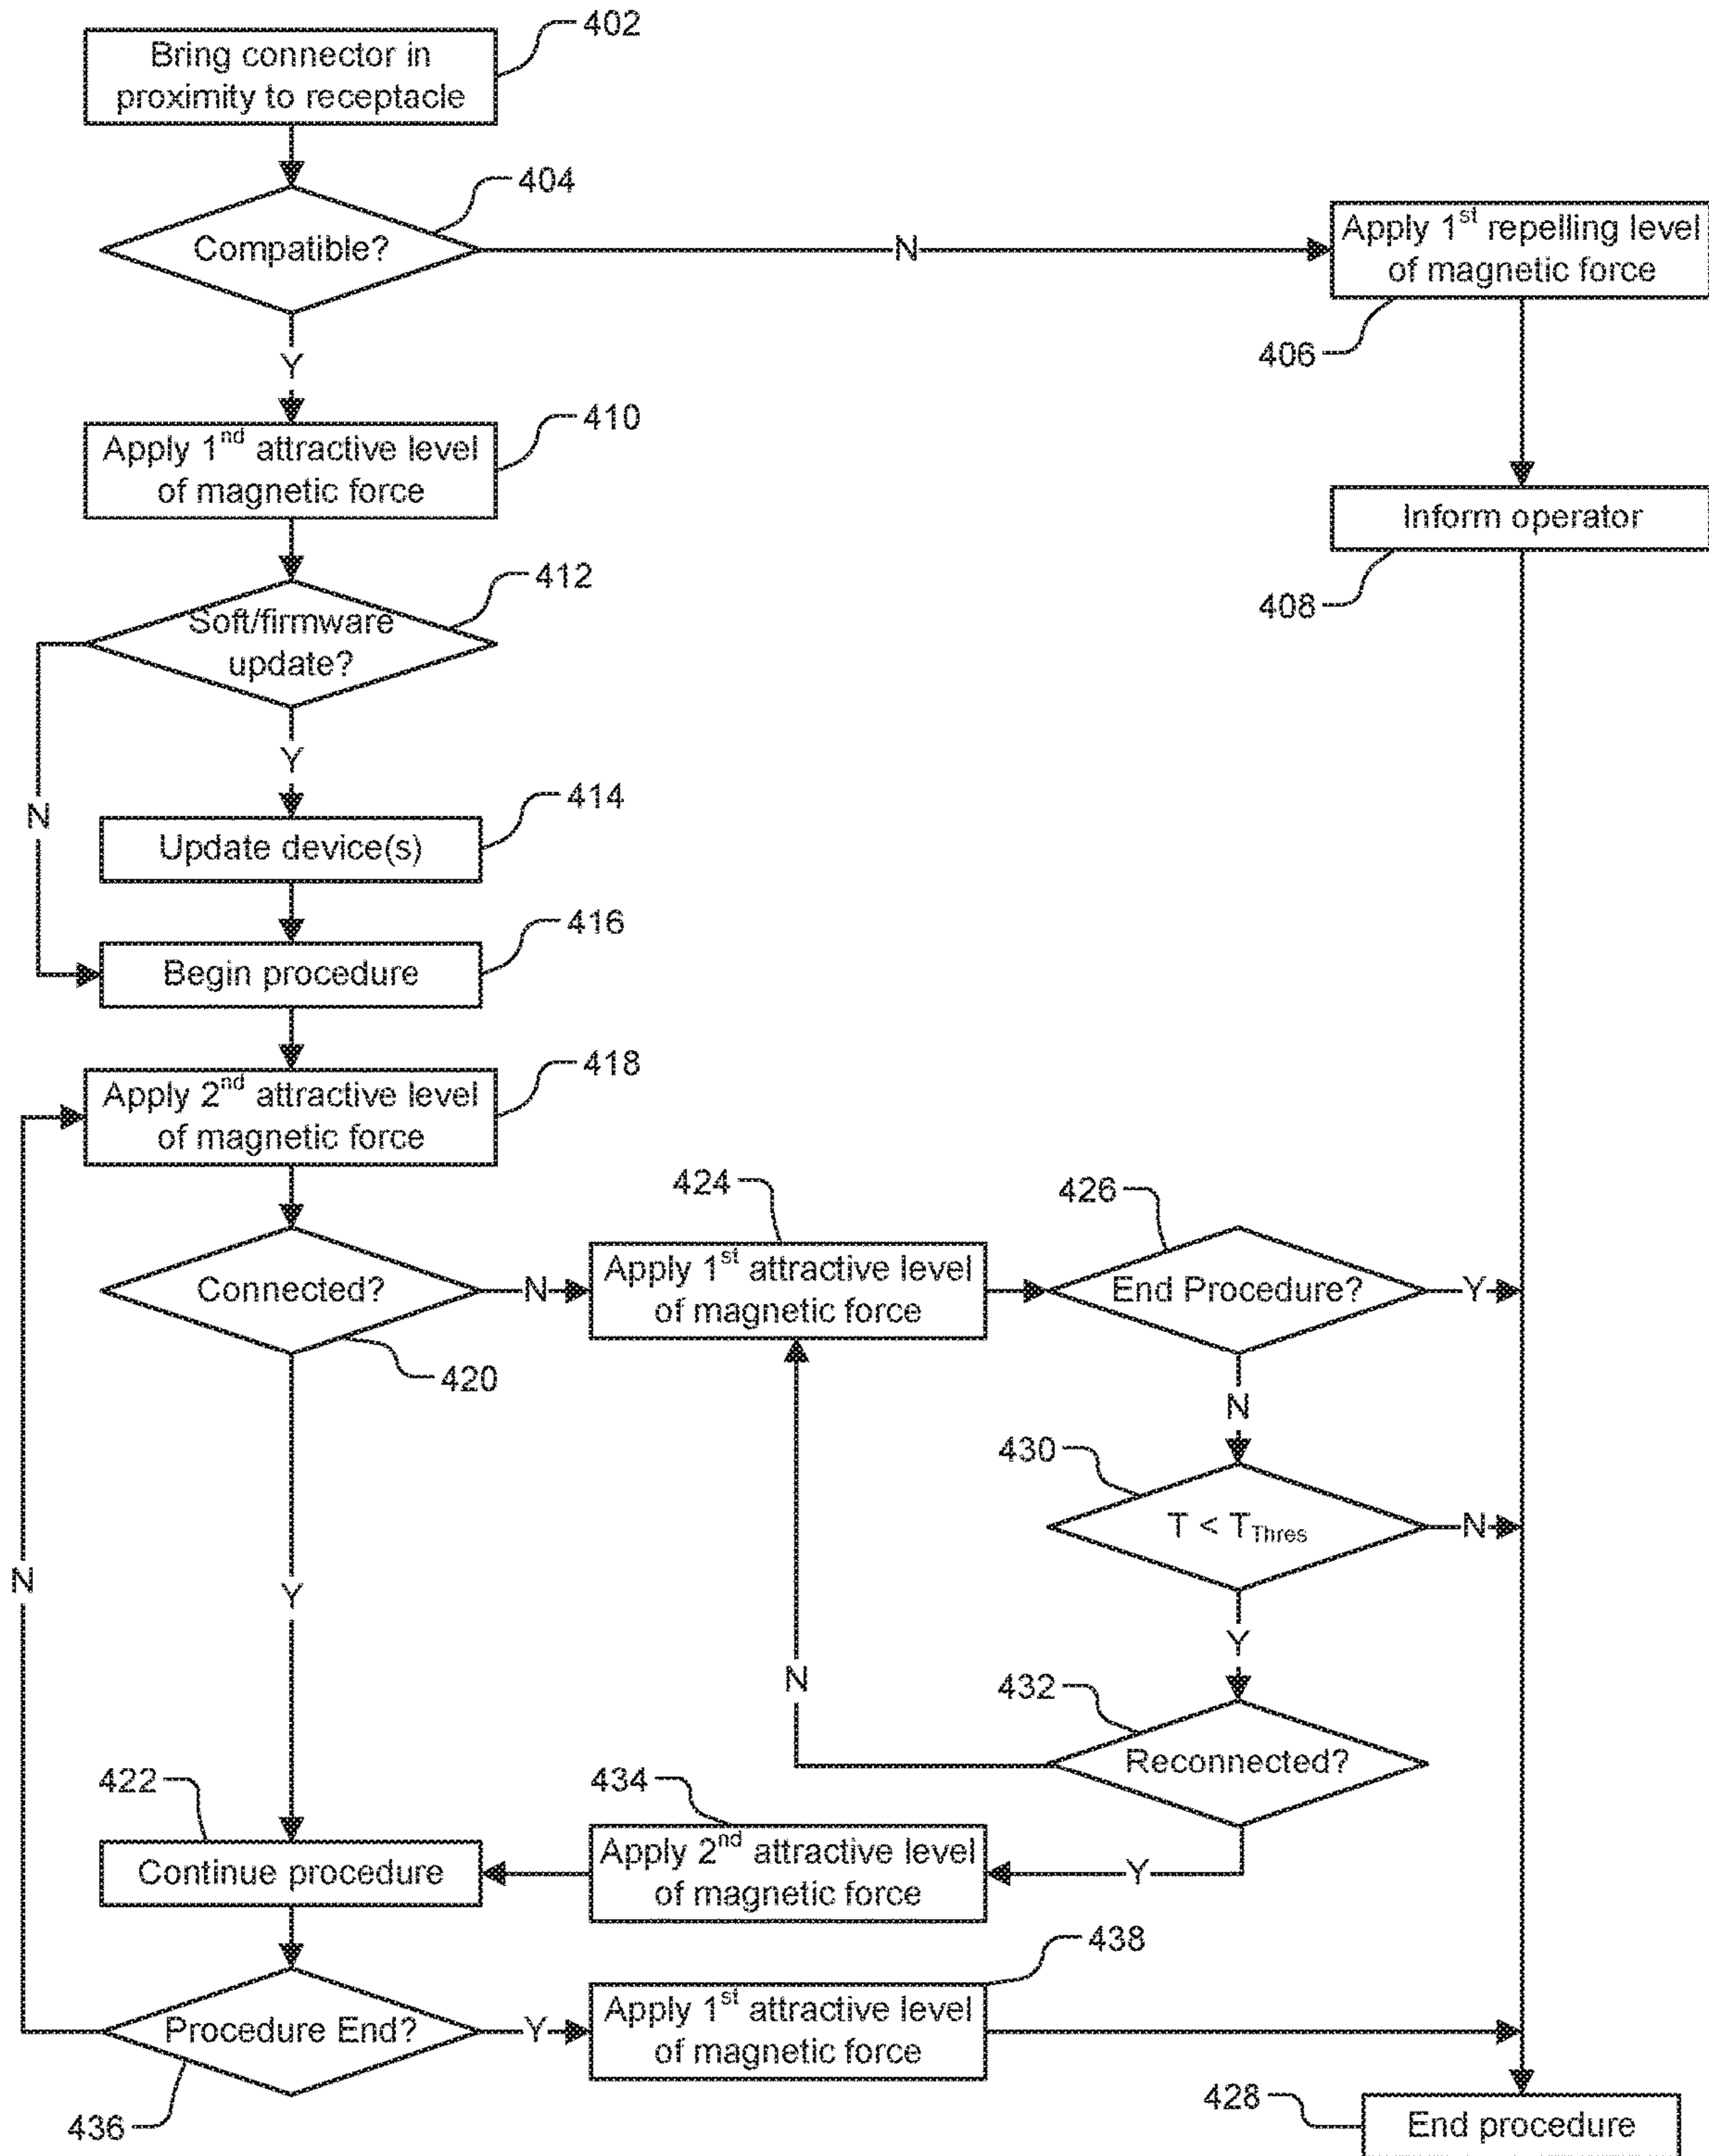 402
Bring connector in
proximity to receptacle
404
Compatible?
N
Apply 1st repelling level
of magnetic force
406
Y
410
Apply 1nd attractive level
of magnetic force
Inform operator
408
412
Soft/firmware
update?
Y
N
414
Update device(s)
416
Begin procedure
418
Apply 2nd attractive level
of magnetic force
424
426
Connected?
N
Apply 1st attractive level
of magnetic force
End Procedure?
Y
420
N
430
T < TThres
N
N
Y
Y
N
432
Reconnected?
422
434
Continue procedure
Apply 2nd attractive level
of magnetic force
Y
438
Procedure End?
Y
Apply 1st attractive level
of magnetic force
436
428
End procedure